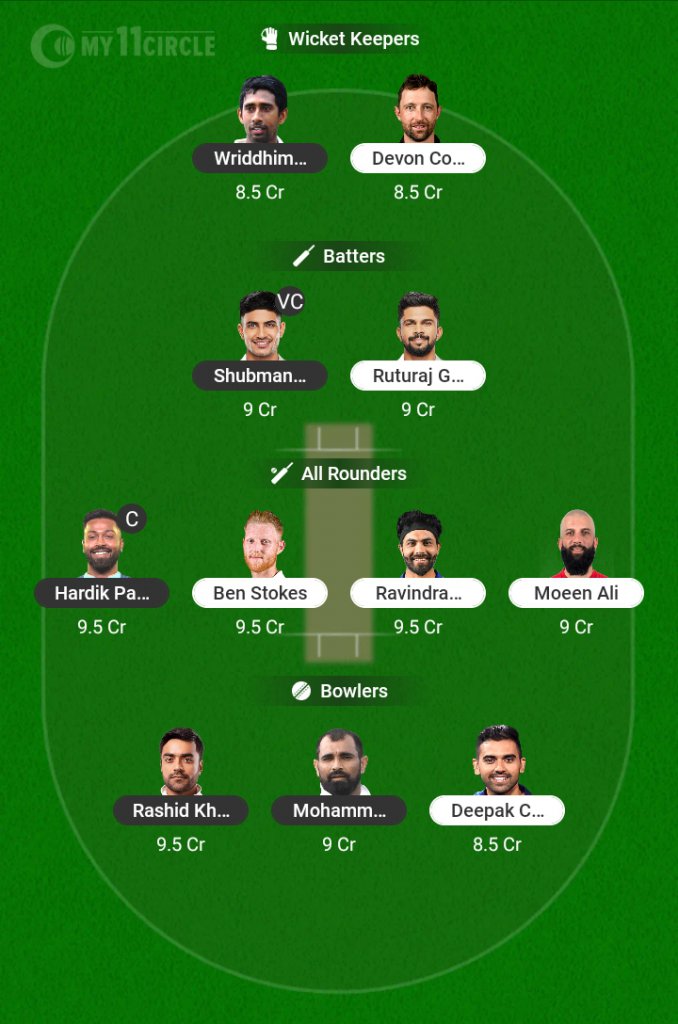 MY11CIRCLE
Wicket Keepers
Wriddhim... Devon Co...
8.5 Cr 8.5 Cr
Batters
VC
Shubman... Ruturaj G...
9 Cr 9 Cr
All Rounders
C
Hardik Pa... Ben Stokes Ravindra... Moeen Ali
9.5 Cr 9.5 Cr 9.5 Cr 9 Cr
Bowlers
Rashid Kh... Mohamm... Deepak C...
9.5 Cr 9 Cr 8.5 Cr